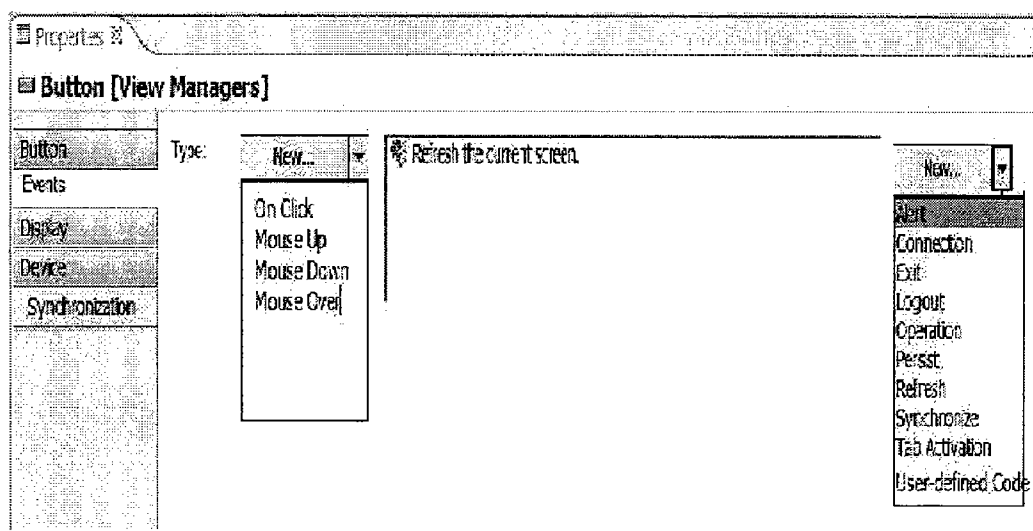 Properties
Button [View Managers]
Button
Events
Display
Device
Synchronization
Type:
New...
On Click
Mouse Up
Mouse Down
Mouse Over
Refresh the current screen.
New...
Alert
Connection
Exit
Logout
Operation
Persist
Refresh
Synchronize
Tab Activation
User-defined Code